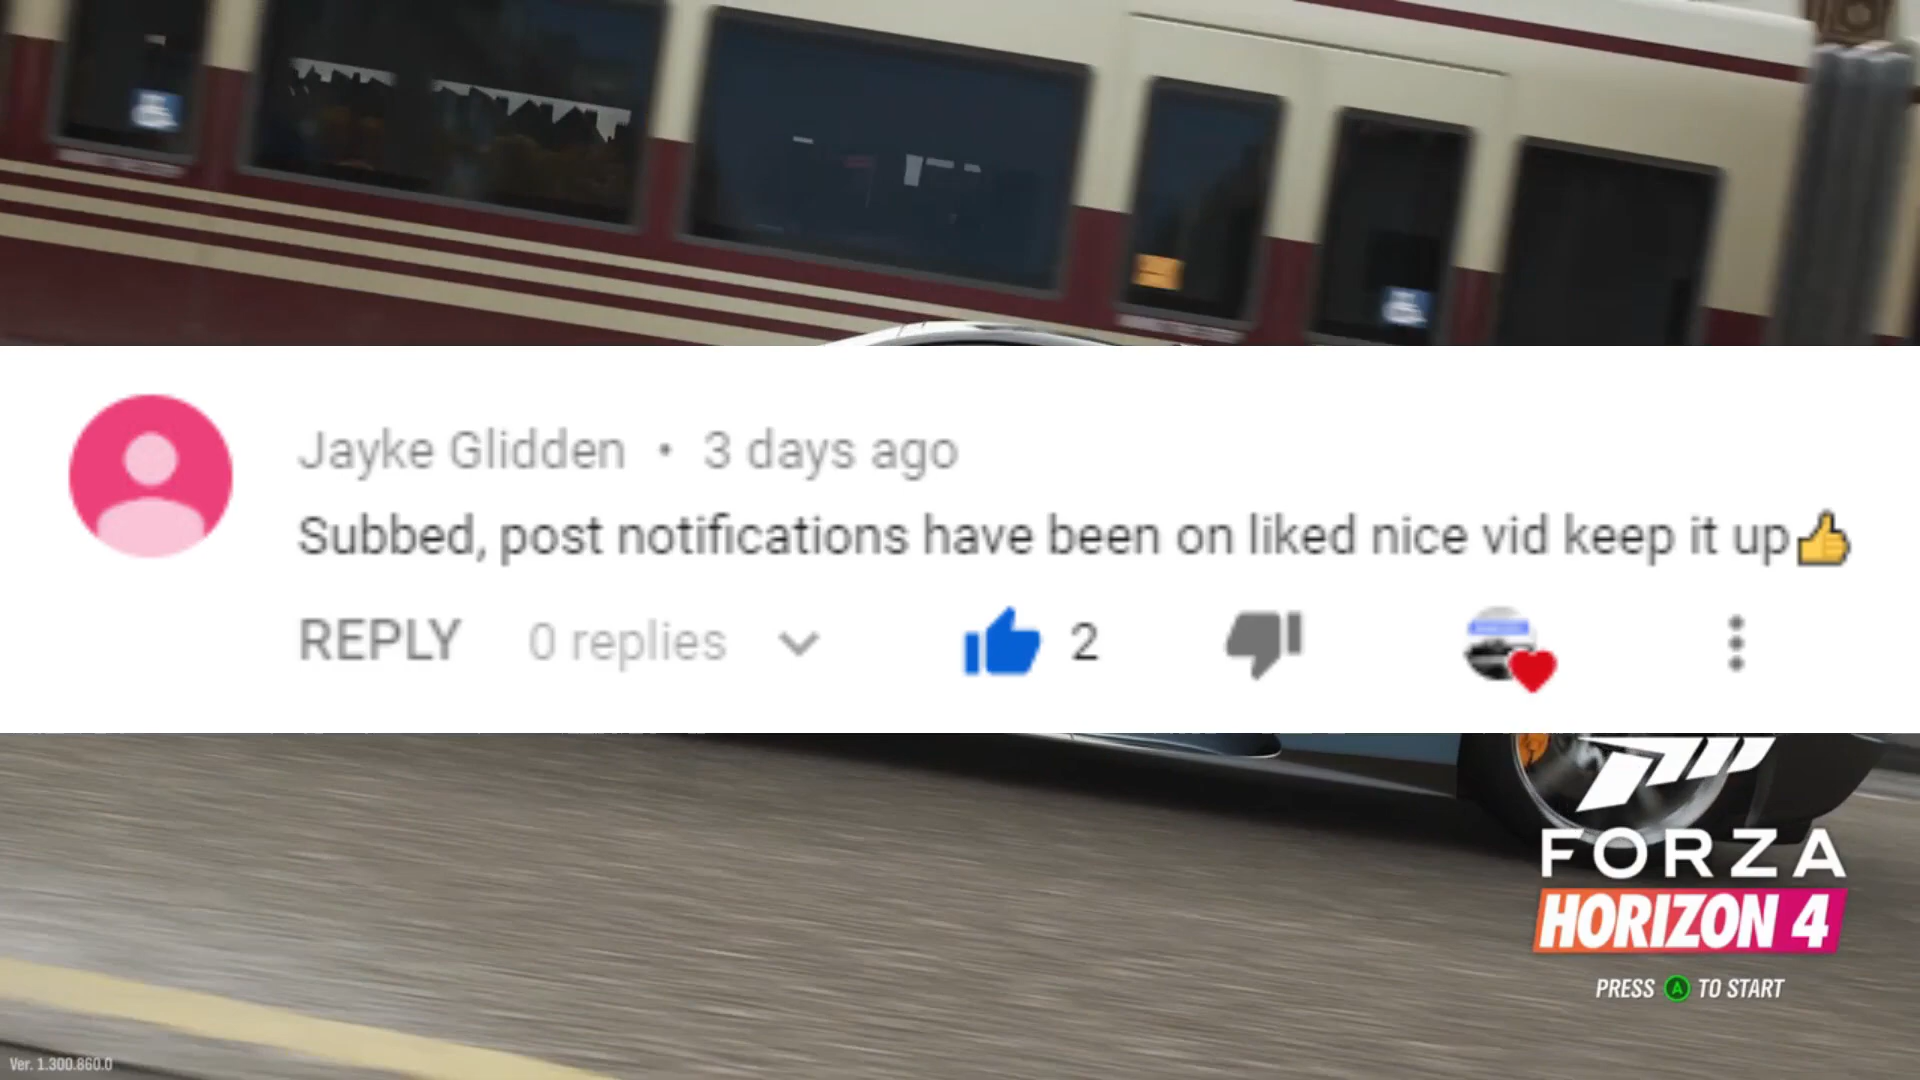 Jayke Glidden • 3 days ago
Subbed, post notifications have been on liked nice vid keep it up👍
REPLY 0 replies 2
FORZA
HORIZON 4
PRESS A TO START
Ver. 1.300.860.0